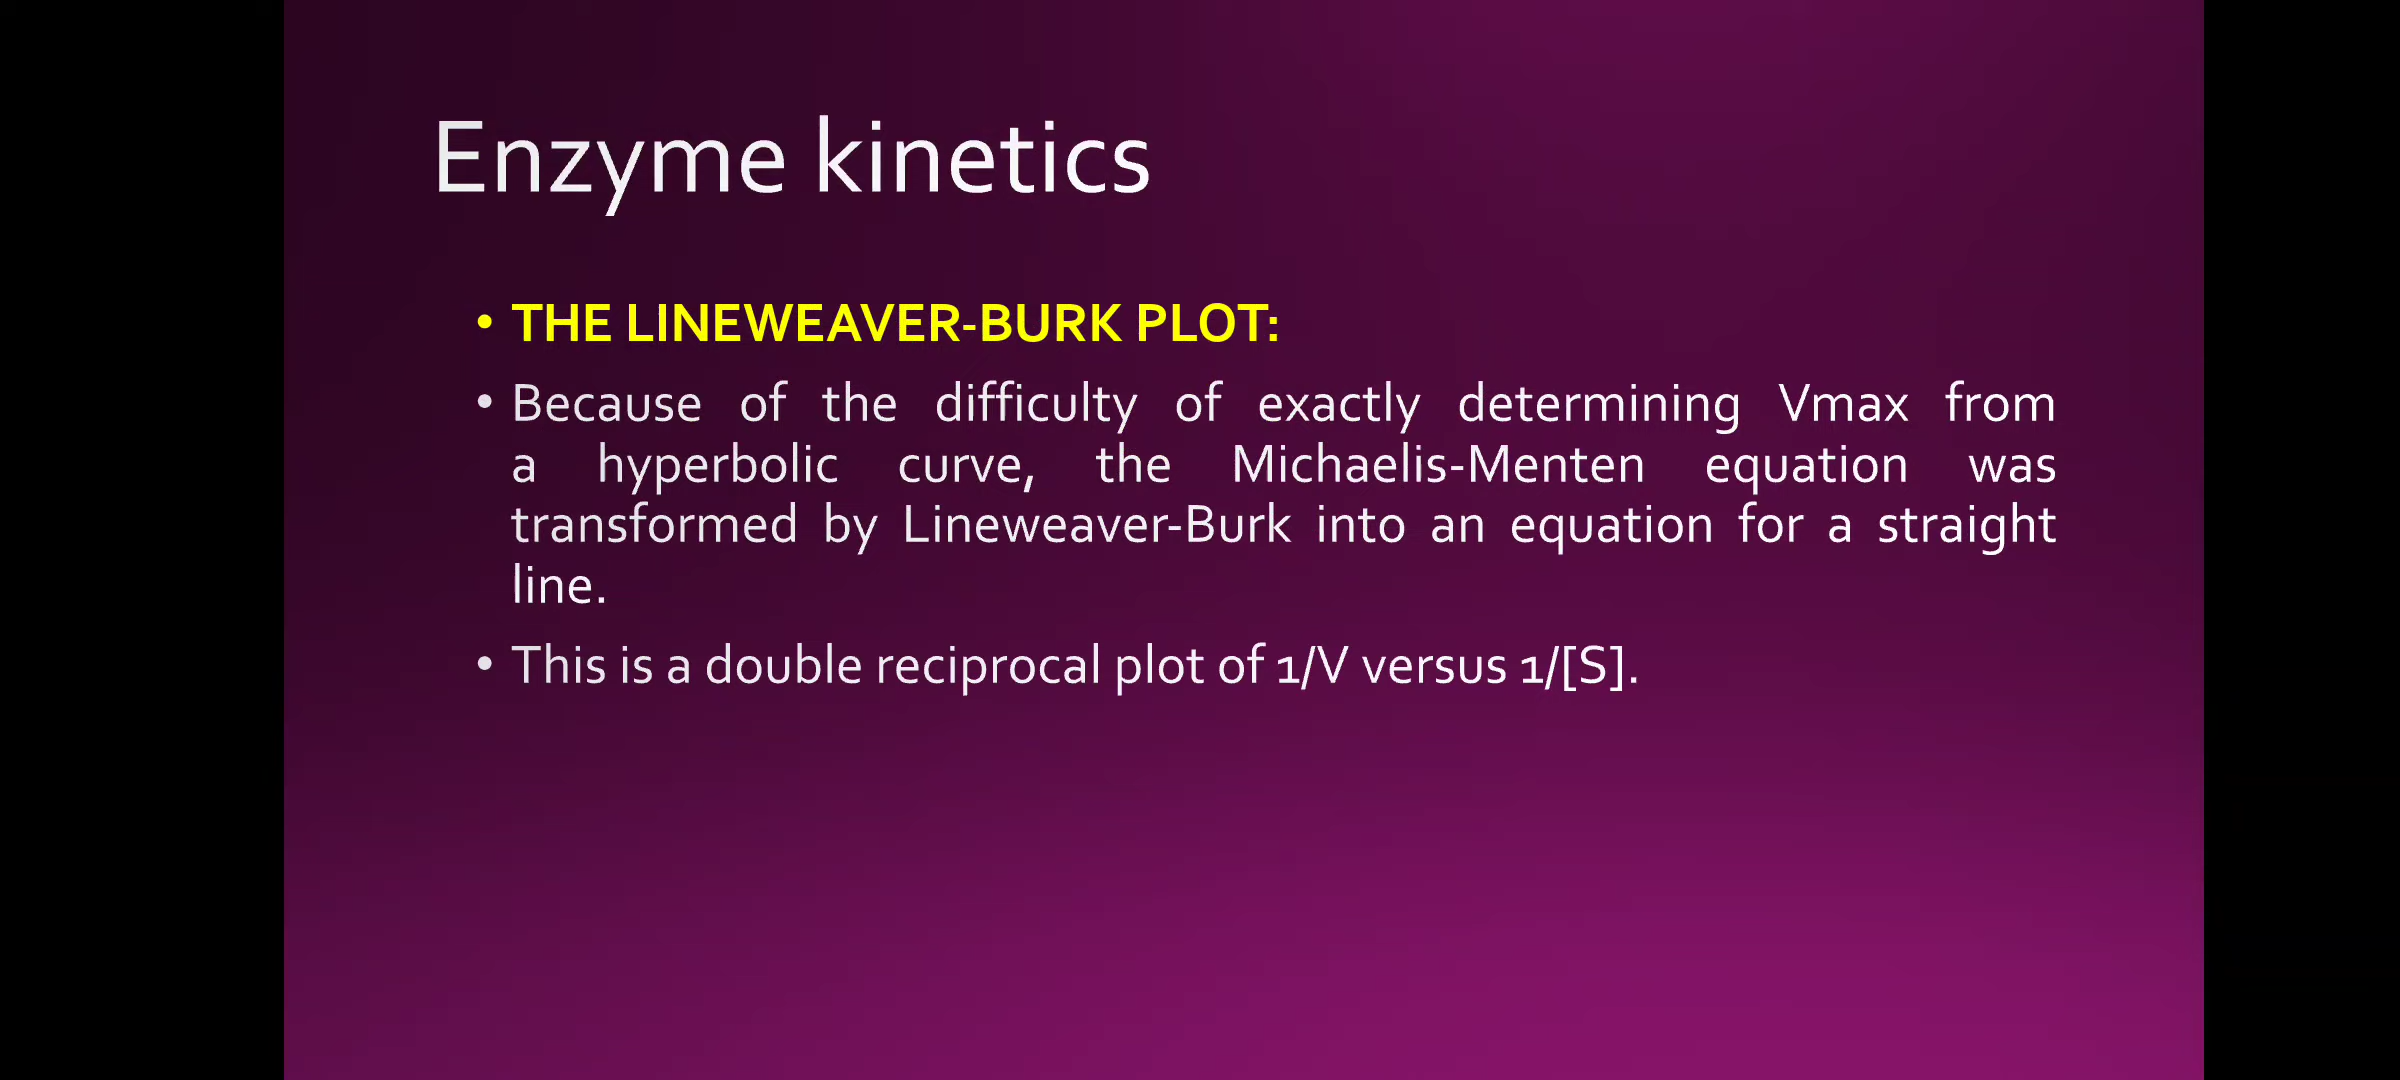 Enzyme kinetics
• THE LINEWEAVER-BURK PLOT:
• Because of the difficulty of exactly determining Vmax from
a hyperbolic curve, the Michaelis-Menten equation was
transformed by Lineweaver-Burk into an equation for a straight
line.
• This is a double reciprocal plot of 1/V versus 1/[S].